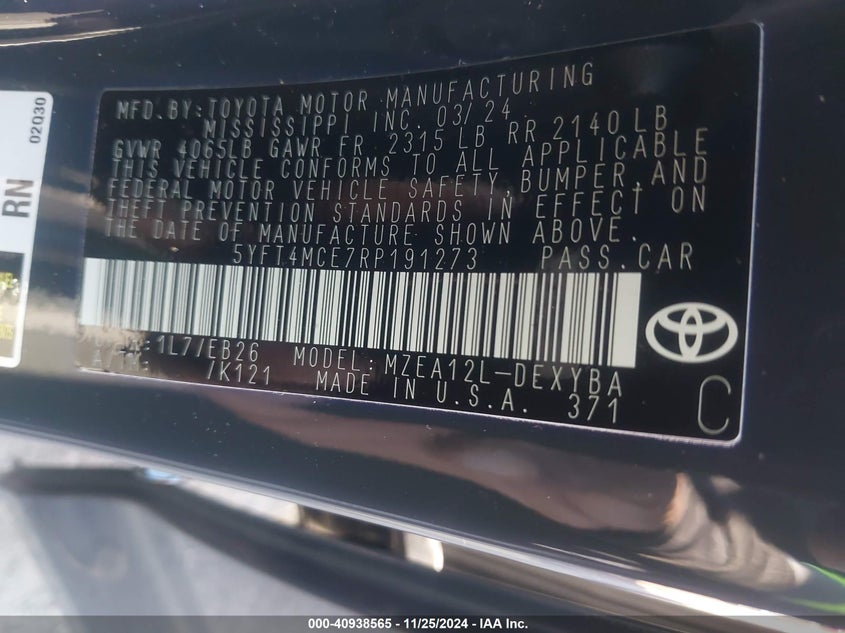 MFD.BY:TOYOTA MOTOR MANUFACTURING
MISSISSIPPI INC. 03/24
GVWR 4065LB GAWR FR 2315 LB RR 2140LB
THIS VEHICLE CONFORMS TO ALL APPLICABLE
FEDERAL MOTOR VEHICLE SAFETY,BUMPER,AND
THEFT PREVENTION STANDARDS IN EFFECT ON
THE DATE OF MANUFACTURE SHOWN ABOVE.
5YFT4MCE7RP191273 PASS.CAR
:1L7/EB26 MODEL:MZEA12L-DEXYBA
/K121 MADE IN U.S.A. 371
C
RN
02Q30
000-40938565 / 11/25/2024 - IAA Inc.